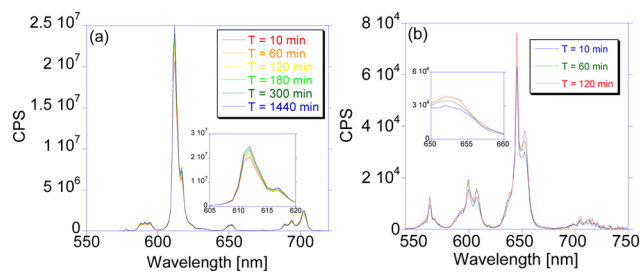 (a)
T = 10 min
T = 60 min
T = 120 min
T = 180 min
T = 300 min
T = 1440 min
2.5 10⁷
2 10⁷
1.5 10⁷
1 10⁷
5 10⁶
0
CPS
3 10⁷
2 10⁷
1 10⁷
0
605 610 615 620
550 600 650 700
Wavelength [nm]
(b)
T = 10 min
T = 60 min
T = 120 min
8 10⁴
6 10⁴
4 10⁴
2 10⁴
0
CPS
6 10⁴
3 10⁴
0
650 655 660
550 600 650 700 750
Wavelength [nm]